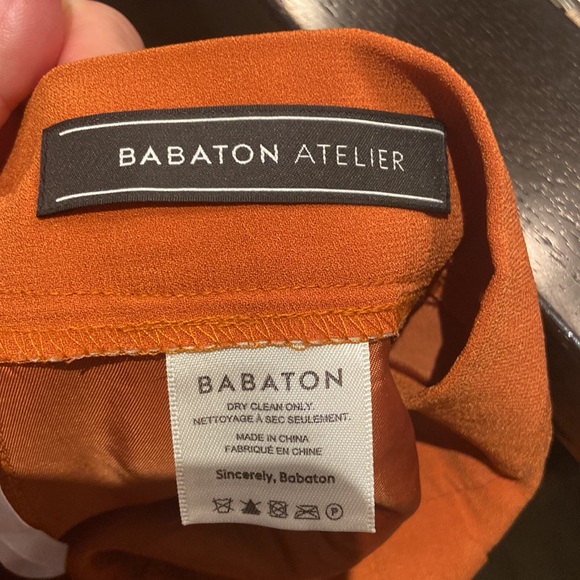 BABATON ATELIER
BABATON
DRY CLEAN ONLY.
NETTOYAGE À SEC SEULEMENT.
MADE IN CHINA
FABRIQUÉ EN CHINE
Sincerely, Babaton
P